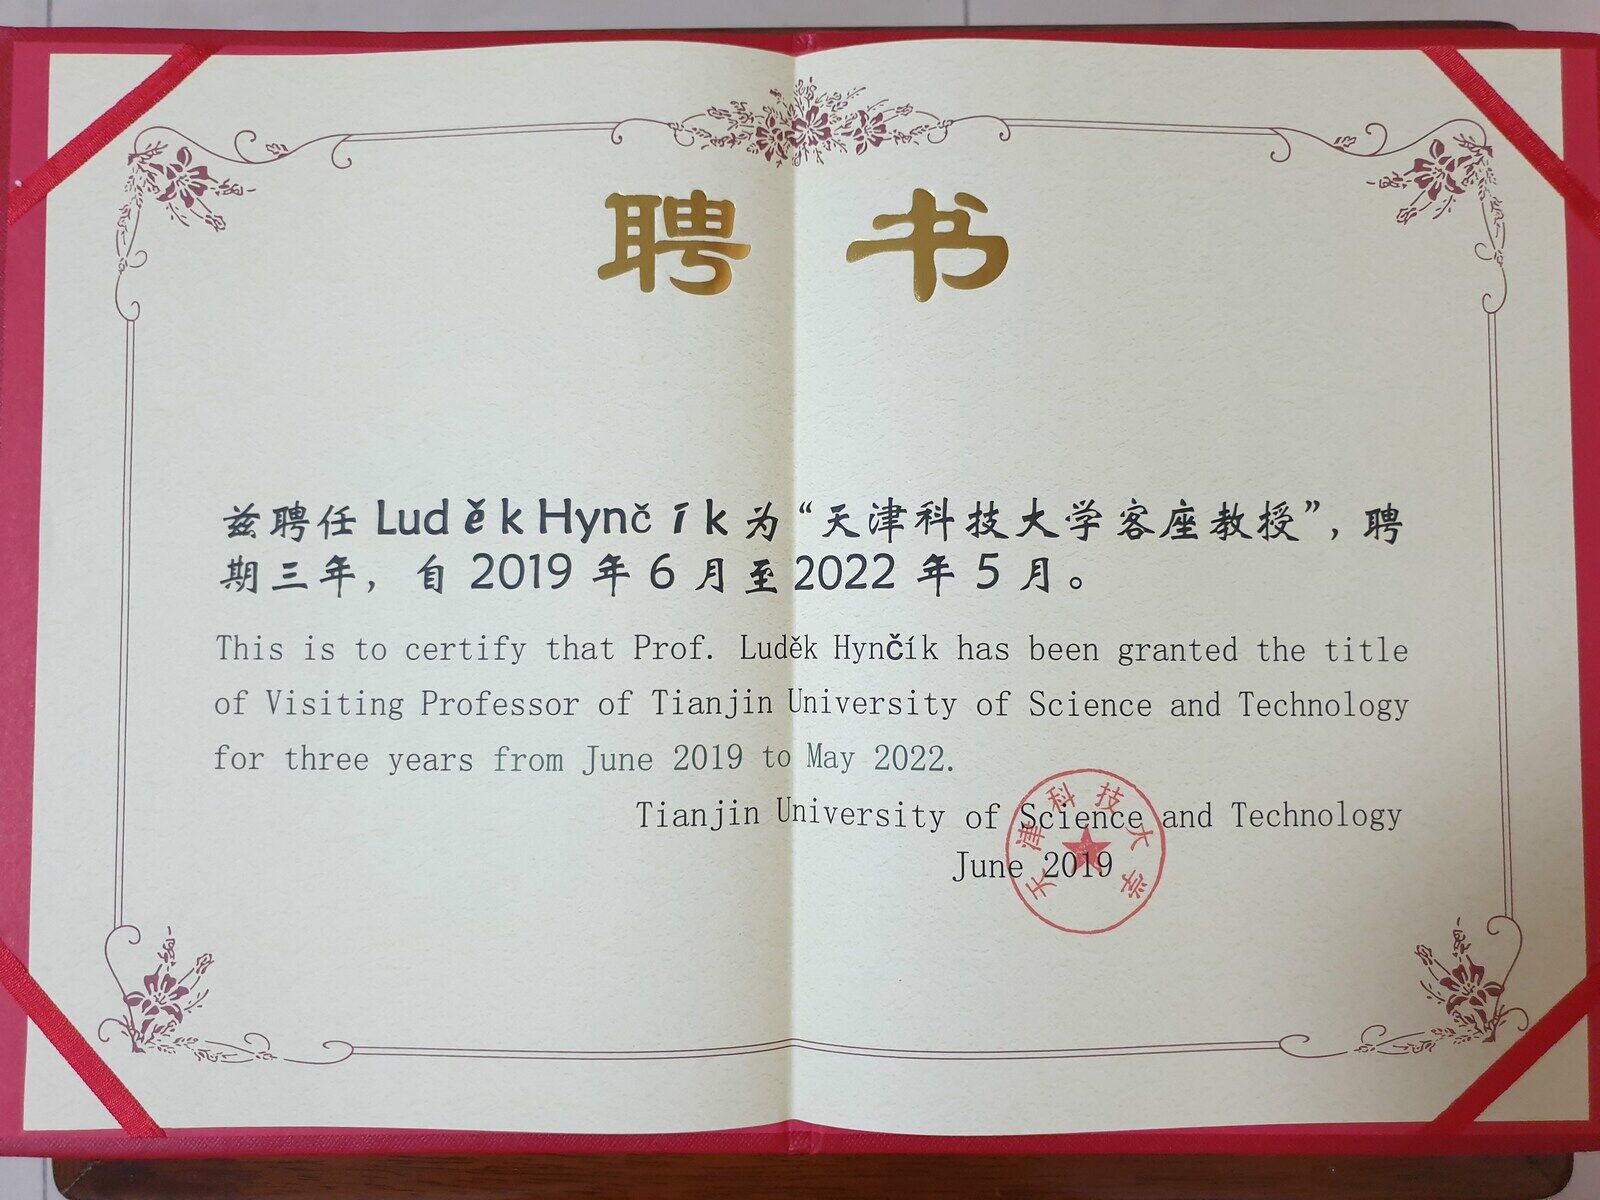 聘书
兹聘任 Luděk Hynčík 为“天津科技大学客座教授”，聘
期三年，自 2019 年 6 月至 2022 年 5 月。
This is to certify that Prof. Luděk Hynčík has been granted the title
of Visiting Professor of Tianjin University of Science and Technology
for three years from June 2019 to May 2022.
Tianjin University of Science and Technology
June 2019
天津科技大学